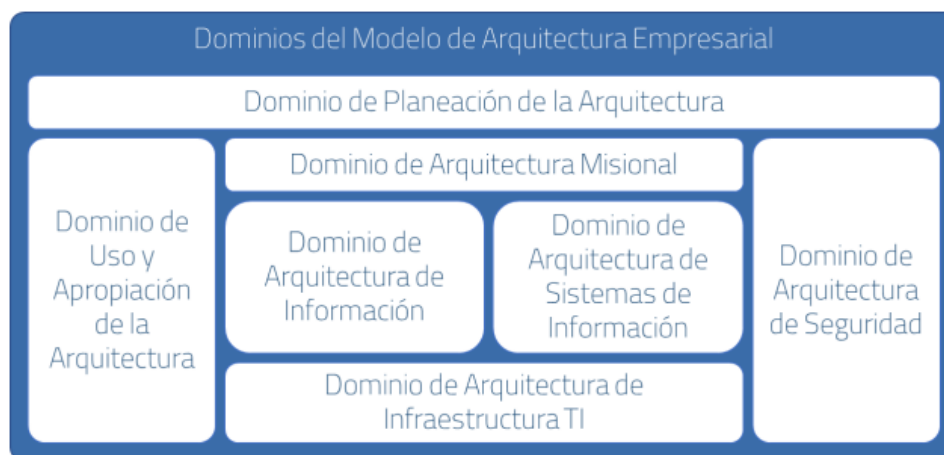 Dominios del Modelo de Arquitectura Empresarial
Dominio de Planeación de la Arquitectura
Dominio de
Uso y
Apropiación
de la
Arquitectura
Dominio de Arquitectura Misional
Dominio de
Arquitectura de
Información
Dominio de
Arquitectura de
Sistemas de
Información
Dominio de Arquitectura de
Infraestructura TI
Dominio de
Arquitectura
de Seguridad